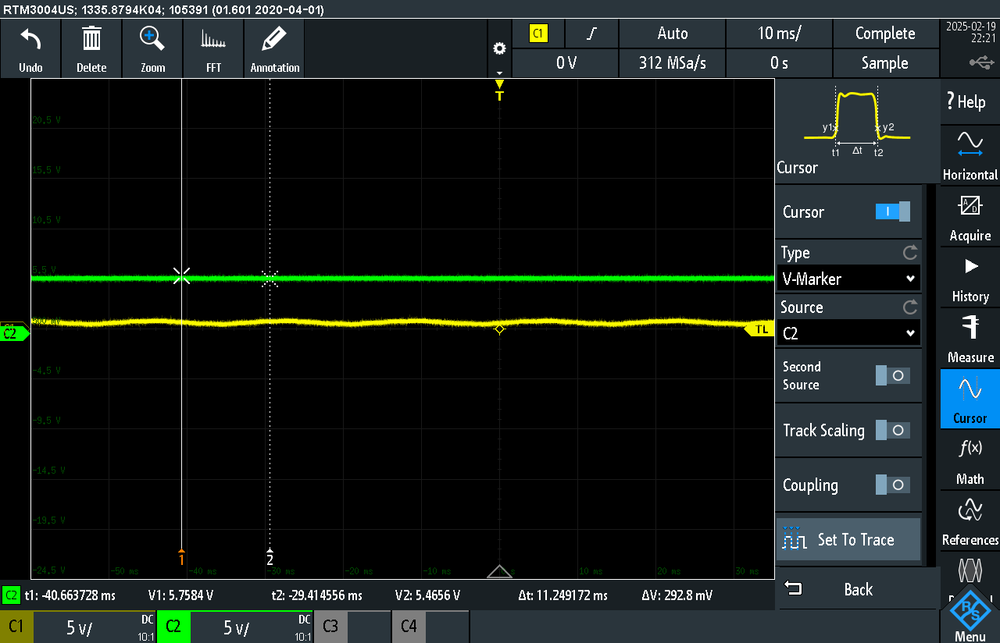 RTM3004US; 1335.8794K04; 105391 (01.601 2020-04-01)
Undo
Delete
Zoom
FFT
Annotation
C1
Auto
10 ms/
Complete
0 V
312 MSa/s
0 s
Sample
2025-02-19
22:21
T
20.5 V
15.5 V
10.5 V
5.5 V
500 mV
-4.5 V
-9.5 V
-14.5 V
-19.5 V
-24.5 V
C1
C2
TL
1
2
-50 ms
-40 ms
-30 ms
-20 ms
-10 ms
s
10 ms
20 ms
30 ms
y1
y2
t1
Δt
t2
Cursor
Cursor
Type
V-Marker
Source
C2
Second
Source
Track Scaling
Coupling
Set To Trace
Back
? Help
Horizontal
A/D
Acquire
History
Measure
Cursor
f(x)
Math
References
R/S
Menu
C2 t1: -40.663728 ms V1: 5.7584 V t2: -29.414556 ms V2: 5.4656 V Δt: 11.249172 ms ΔV: 292.8 mV
C1
5 V/
DC
10:1
C2
5 V/
DC
10:1
C3
C4